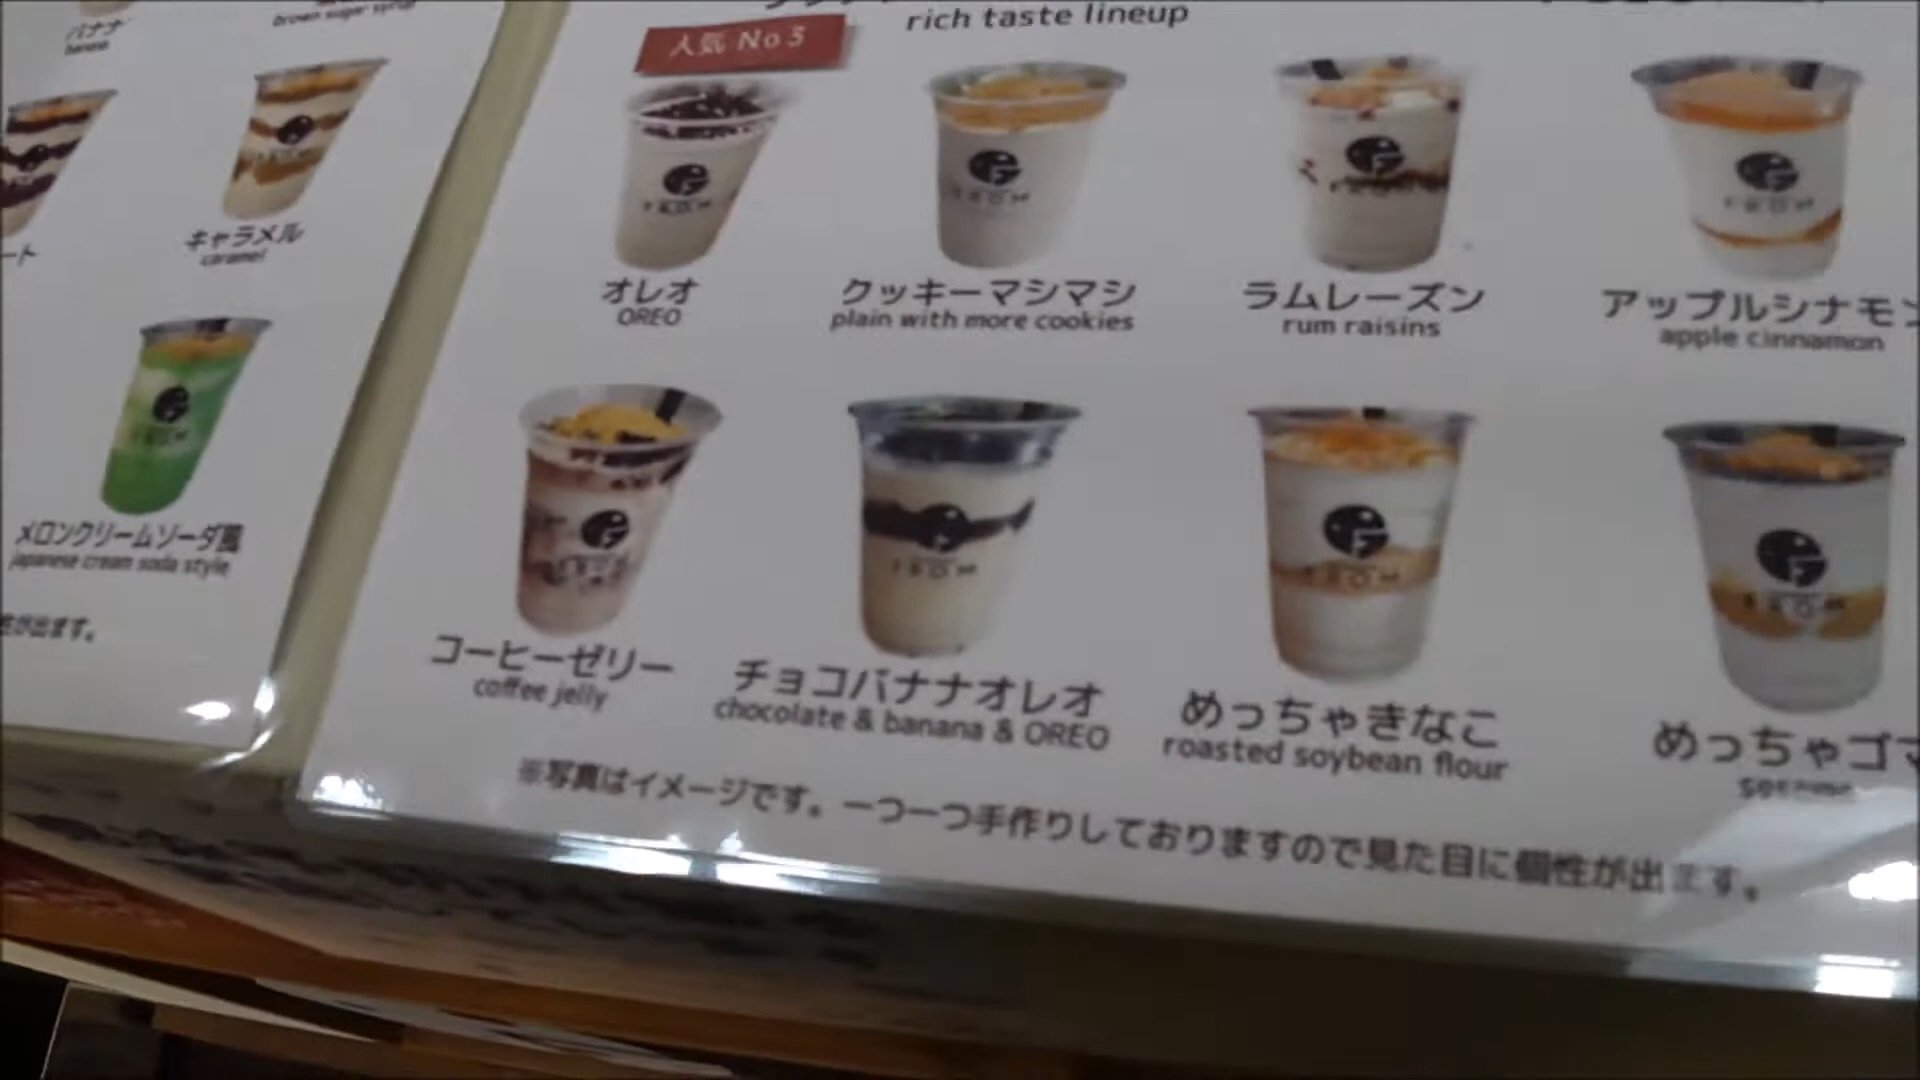 バナナ
banana
brown sugar syrup
キャラメル
caramel
メロンクリームソーダ風
japanese cream soda style
が出ます。
rich taste lineup
人気 No 5
オレオ
OREO
クッキーマシマシ
plain with more cookies
ラムレーズン
rum raisins
アップルシナモン
apple cinnamon
コーヒーゼリー
coffee jelly
チョコバナナオレオ
chocolate & banana & OREO
めっちゃきなこ
roasted soybean flour
めっちゃゴマ
sesame
※写真はイメージです。一つ一つ手作りしておりますので見た目に個性が出ます。